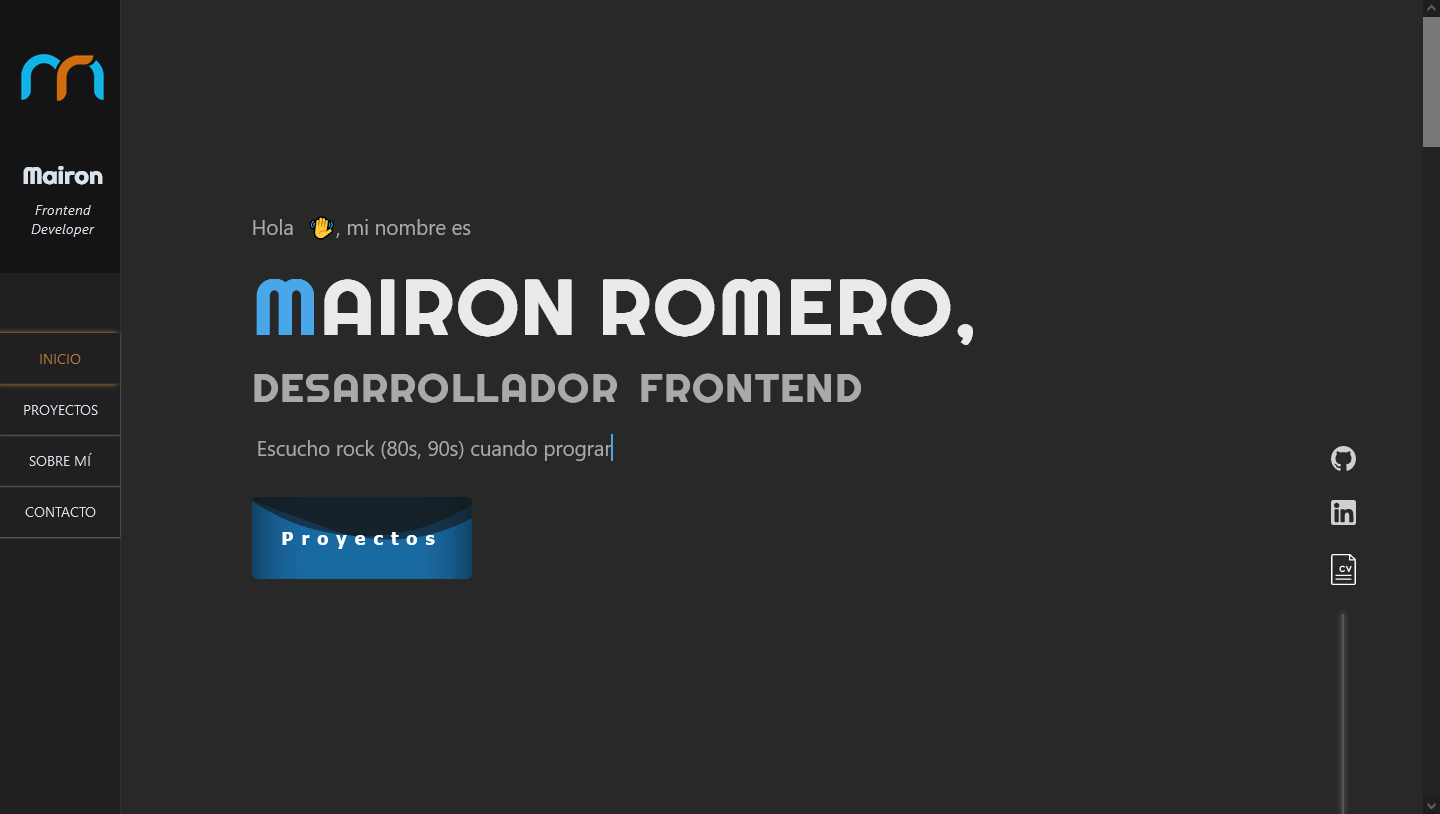 Mairon
Frontend
Developer
INICIO
PROYECTOS
SOBRE MÍ
CONTACTO
Hola 👋, mi nombre es
MAIRON ROMERO,
DESARROLLADOR FRONTEND
Escucho rock (80s, 90s) cuando prograr
Proyectos
in
CV